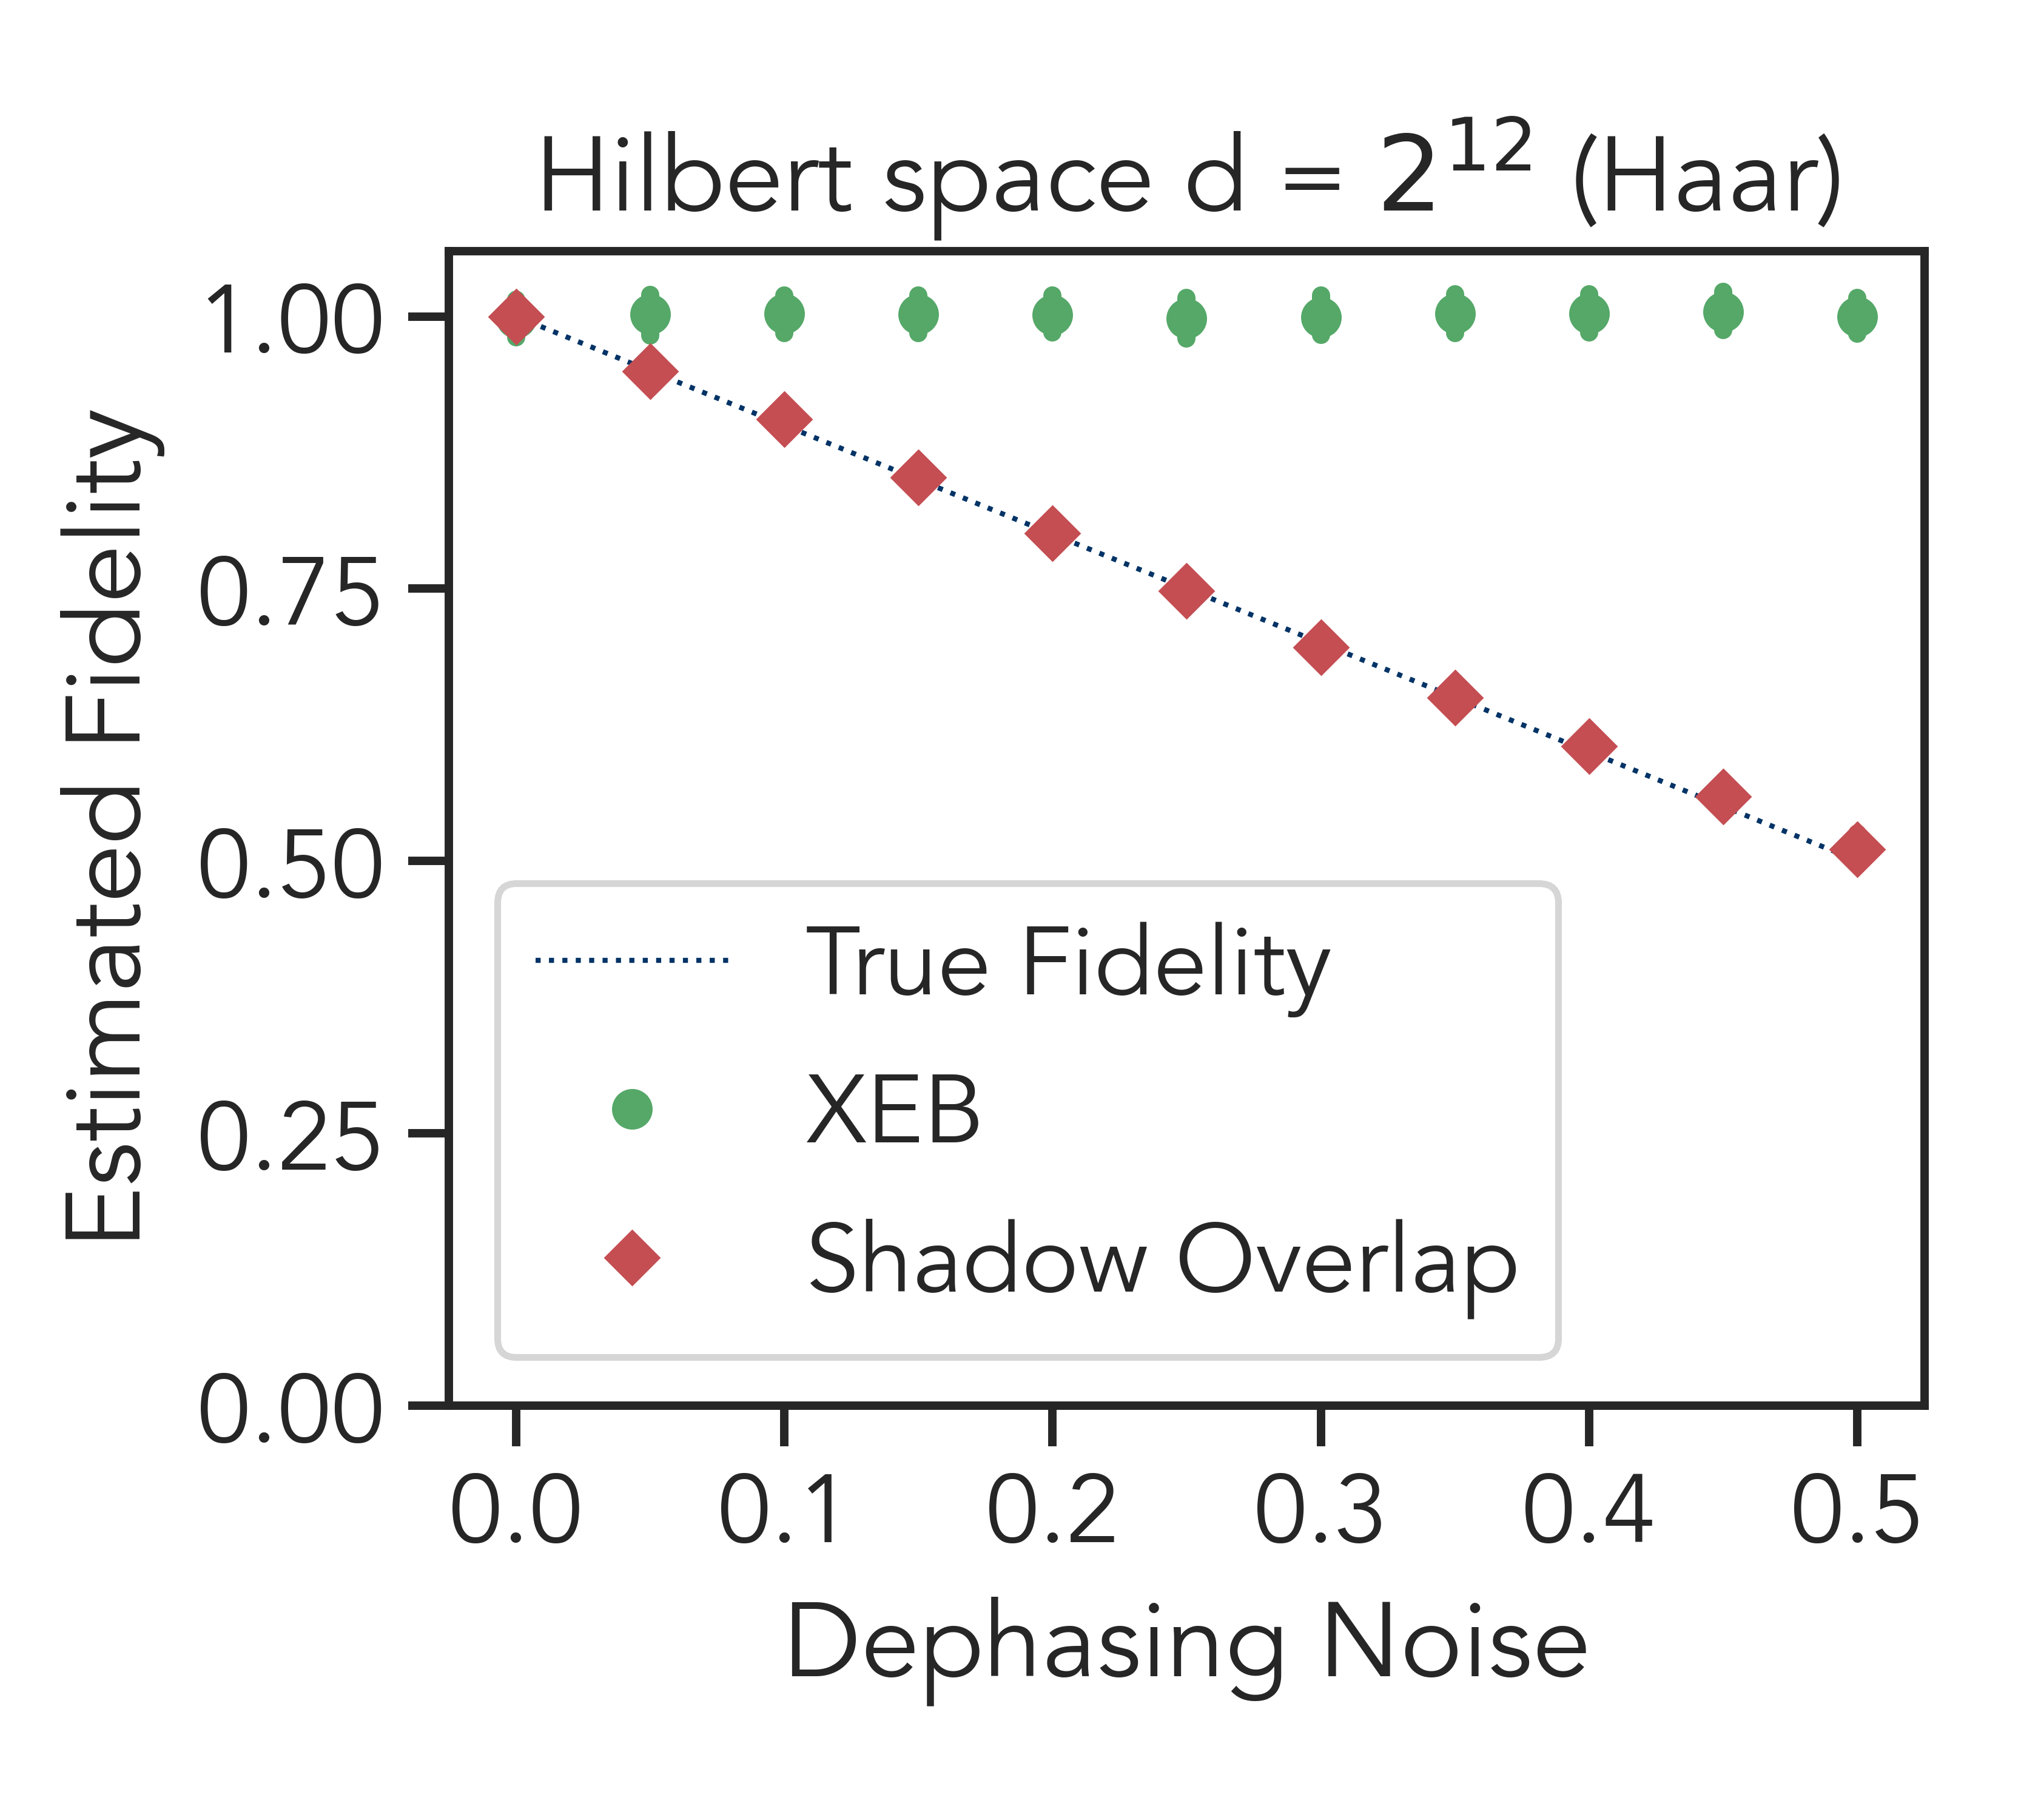 Hilbert space d = 2¹² (Haar)
Estimated Fidelity
1.00
0.75
0.50
0.25
0.00
True Fidelity
XEB
Shadow Overlap
0.0 0.1 0.2 0.3 0.4 0.5
Dephasing Noise